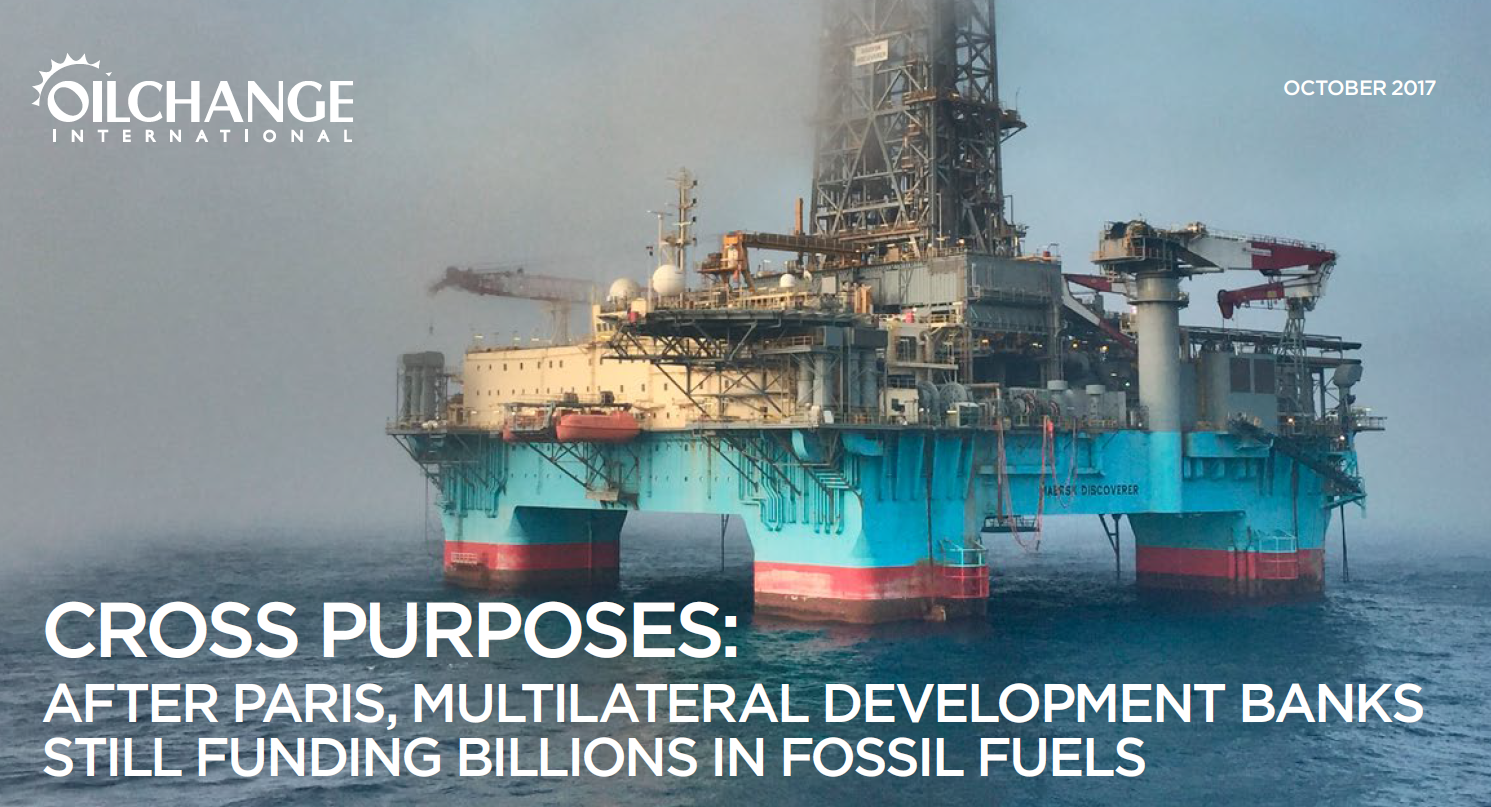 OILCHANGE
INTERNATIONAL
OCTOBER 2017
MAERSK DISCOVERER
CROSS PURPOSES:
AFTER PARIS, MULTILATERAL DEVELOPMENT BANKS
STILL FUNDING BILLIONS IN FOSSIL FUELS